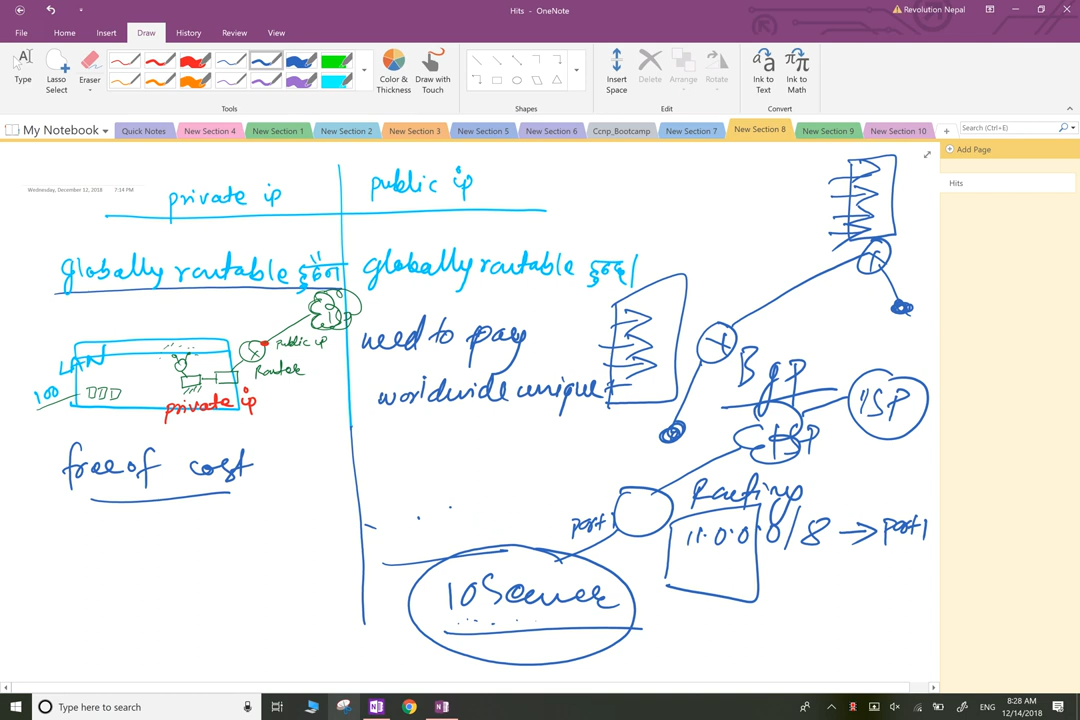 Hits - OneNote
Revolution Nepal
File Home Insert Draw History Review View
Type
Lasso Select
Eraser
Color & Thickness
Draw with Touch
Insert Space
Delete
Arrange
Rotate
Ink to Text
Ink to Math
Tools
Shapes
Edit
Convert
My Notebook
Quick Notes
New Section 4
New Section 1
New Section 2
New Section 3
New Section 5
New Section 6
Ccnp_Bootcamp
New Section 7
New Section 8
New Section 9
New Section 10
Search (Ctrl+E)
Add Page
Hits
Wednesday, December 12, 2018 7:14 PM
private ip
public ip
globally routable
globally routable
need to pay
public ip
Router
LAN
100
private ip
worldwide unique
BgP
ISP
ISP
free of cost
Routing
port 1
11.0.0.0/8 → port 1
10 Server
Type here to search
ENG
8:28 AM
12/14/2018